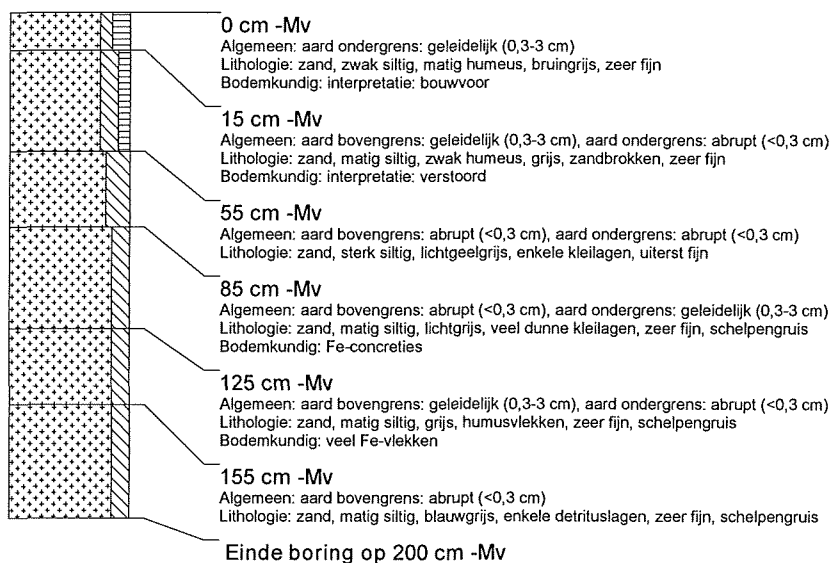 0 cm -Mv
Algemeen: aard ondergrens: geleidelijk (0,3-3 cm)
Lithologie: zand, zwak siltig, matig humeus, bruingrijs, zeer fijn
Bodemkundig: interpretatie: bouwvoor
15 cm -Mv
Algemeen: aard bovengrens: geleidelijk (0,3-3 cm), aard ondergrens: abrupt (<0,3 cm)
Lithologie: zand, matig siltig, zwak humeus, grijs, zandbrokken, zeer fijn
Bodemkundig: interpretatie: verstoord
55 cm -Mv
Algemeen: aard bovengrens: abrupt (<0,3 cm), aard ondergrens: abrupt (<0,3 cm)
Lithologie: zand, sterk siltig, lichtgeelgrijs, enkele kleilagen, uiterst fijn
85 cm -Mv
Algemeen: aard bovengrens: abrupt (<0,3 cm), aard ondergrens: geleidelijk (0,3-3 cm)
Lithologie: zand, matig siltig, lichtgrijs, veel dunne kleilagen, zeer fijn, schelpengruis
Bodemkundig: Fe-concreties
125 cm -Mv
Algemeen: aard bovengrens: geleidelijk (0,3-3 cm), aard ondergrens: abrupt (<0,3 cm)
Lithologie: zand, matig siltig, grijs, humusvlekken, zeer fijn, schelpengruis
Bodemkundig: veel Fe-vlekken
155 cm -Mv
Algemeen: aard bovengrens: abrupt (<0,3 cm)
Lithologie: zand, matig siltig, blauwgrijs, enkele detrituslagen, zeer fijn, schelpengruis
Einde boring op 200 cm -Mv